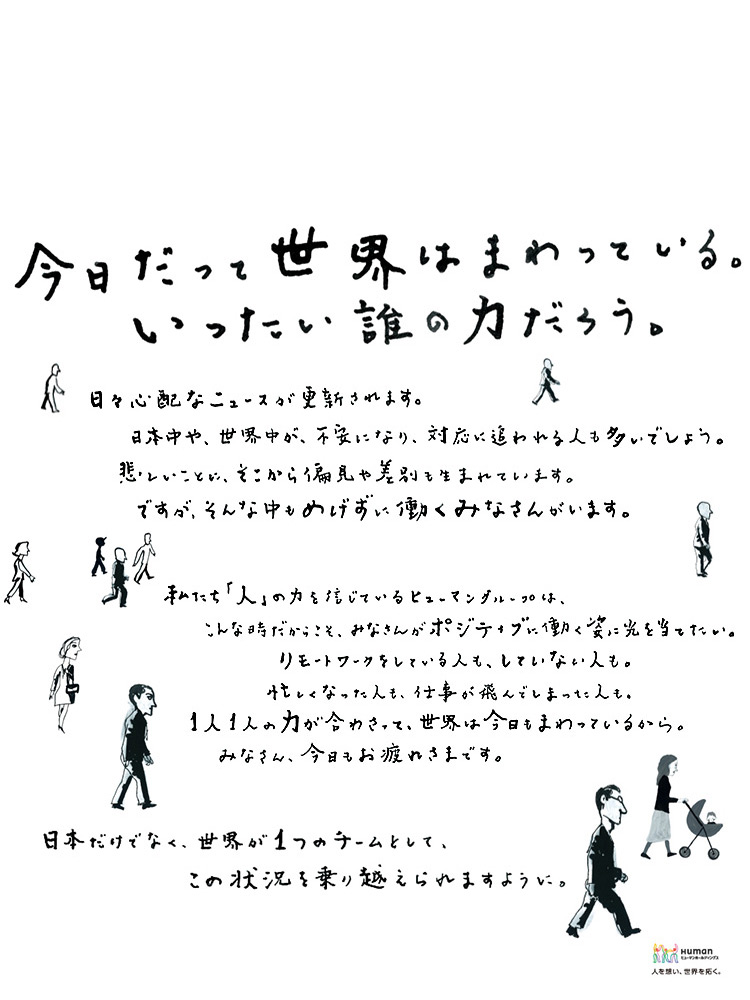 今日だって世界はまわっている。
いったい誰の力だろう。
日々心配なニュースが更新されます。
日本中や、世界中が、不安になり、対応に追われる人も多いでしょう。
悲しいことに、そこから偏見や差別も生まれています。
ですが、そんな中もめげずに働くみなさんがいます。
私たち「人」の力を信じているヒューマングループは、
こんな時だからこそ、みなさんがポジティブに働く姿に光を当てたい。
リモートワークをしている人も、していない人も。
忙しくなった人も、仕事が飛んでしまった人も。
1人1人の力が合わさって、世界は今日もまわっているから。
みなさん、今日もお疲れさまです。
日本だけでなく、世界が1つのチームとして、
この状況を乗り越えられますように。
Human
ヒューマンホールディングス
人を想い、世界を拓く。